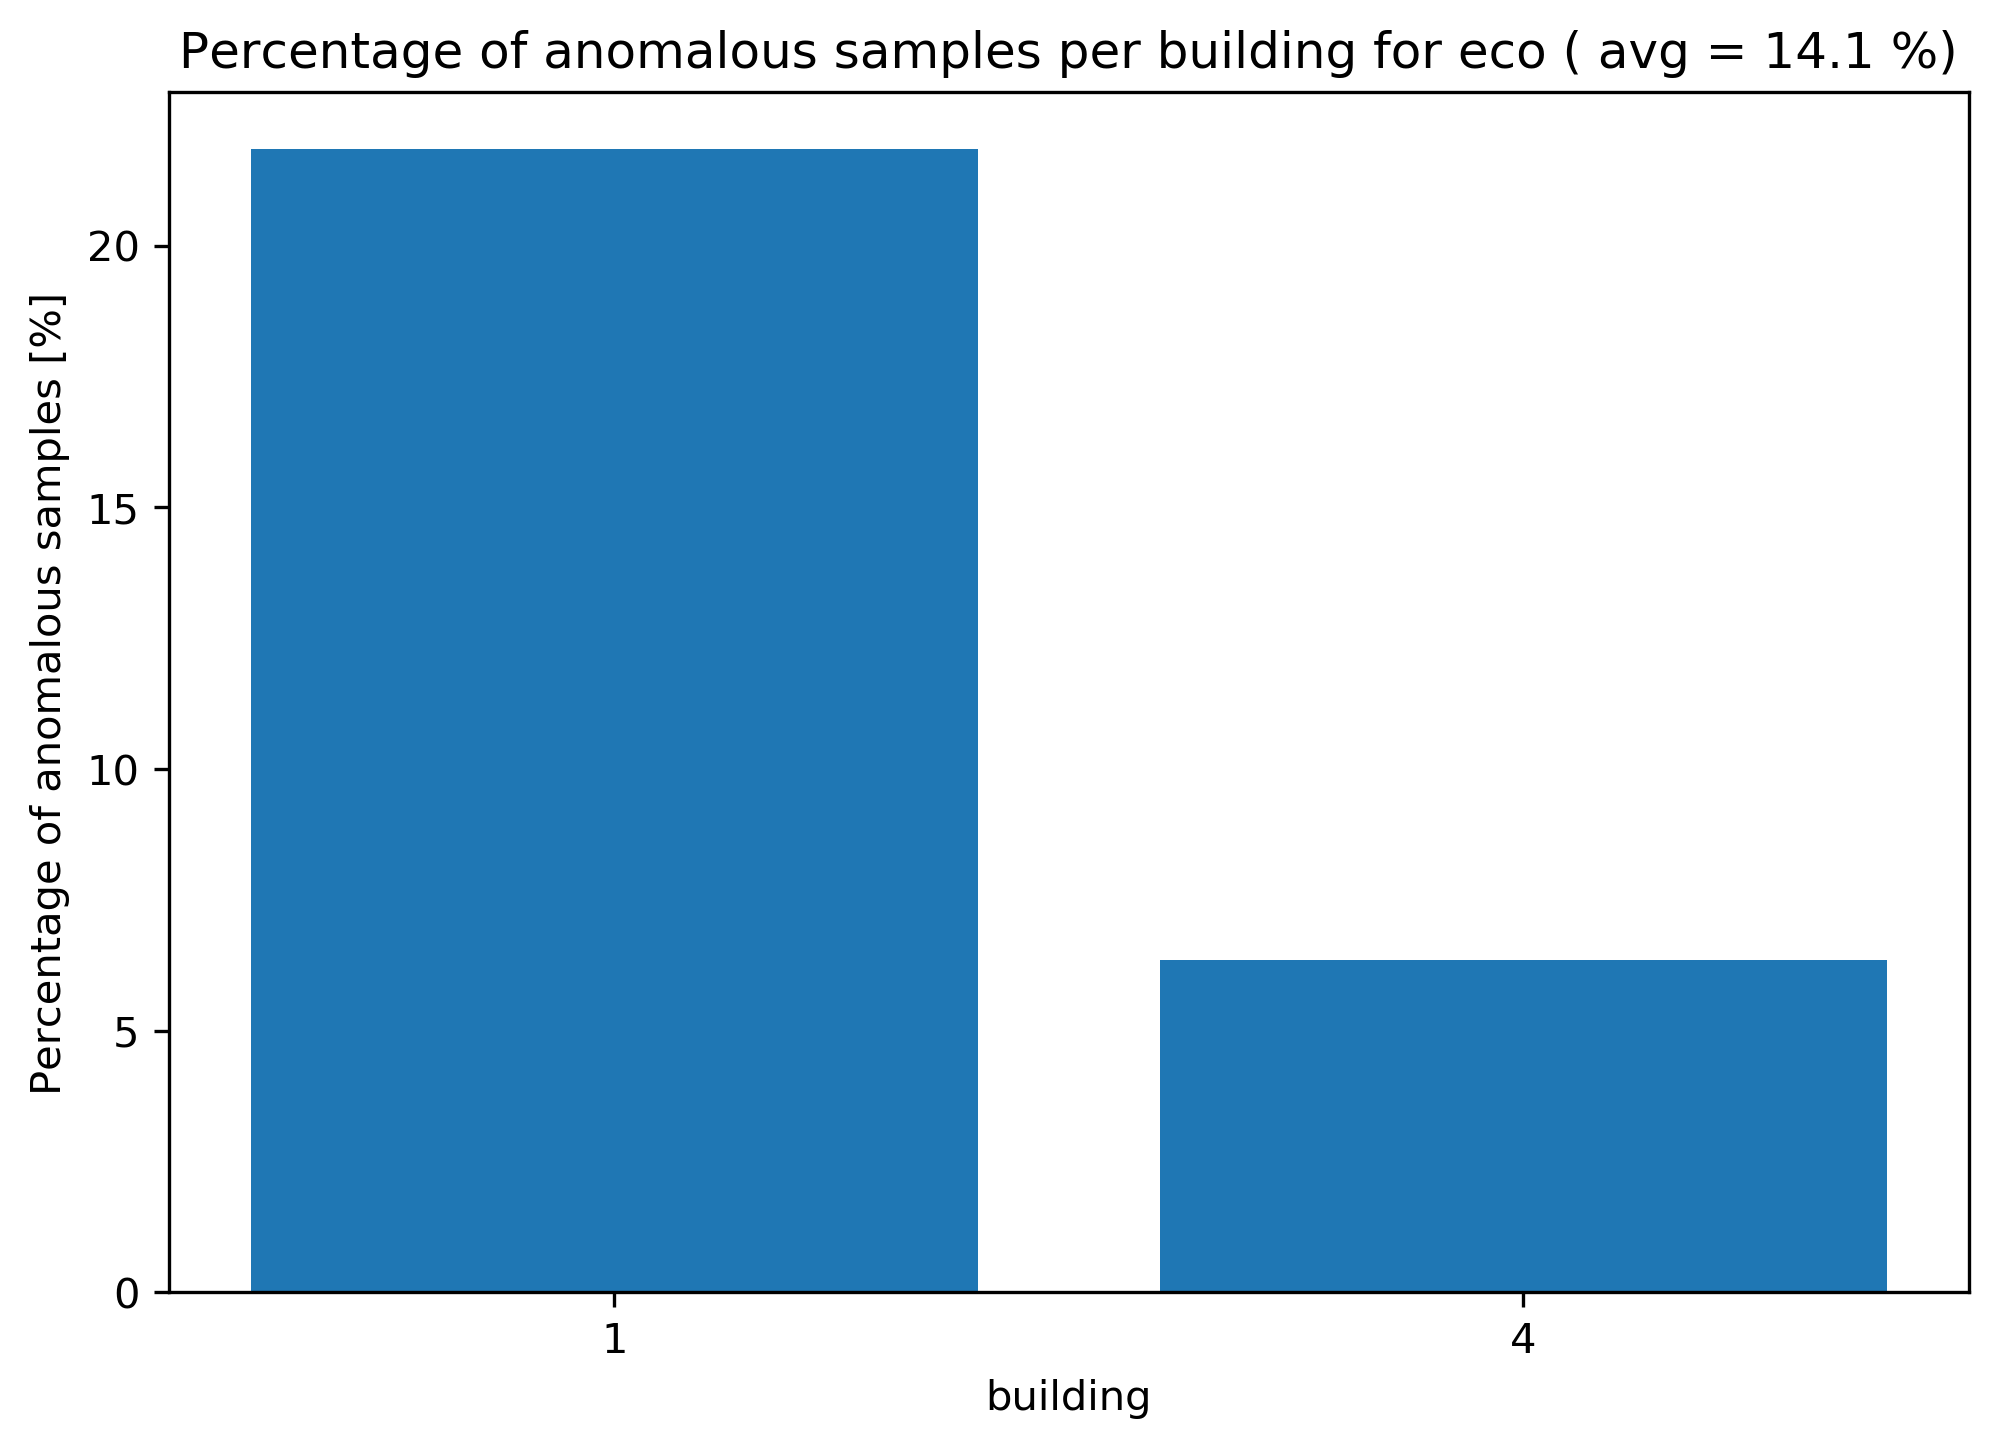 Percentage of anomalous samples per building for eco ( avg = 14.1 %)
Percentage of anomalous samples [%]
20
15
10
5
0
1
4
building